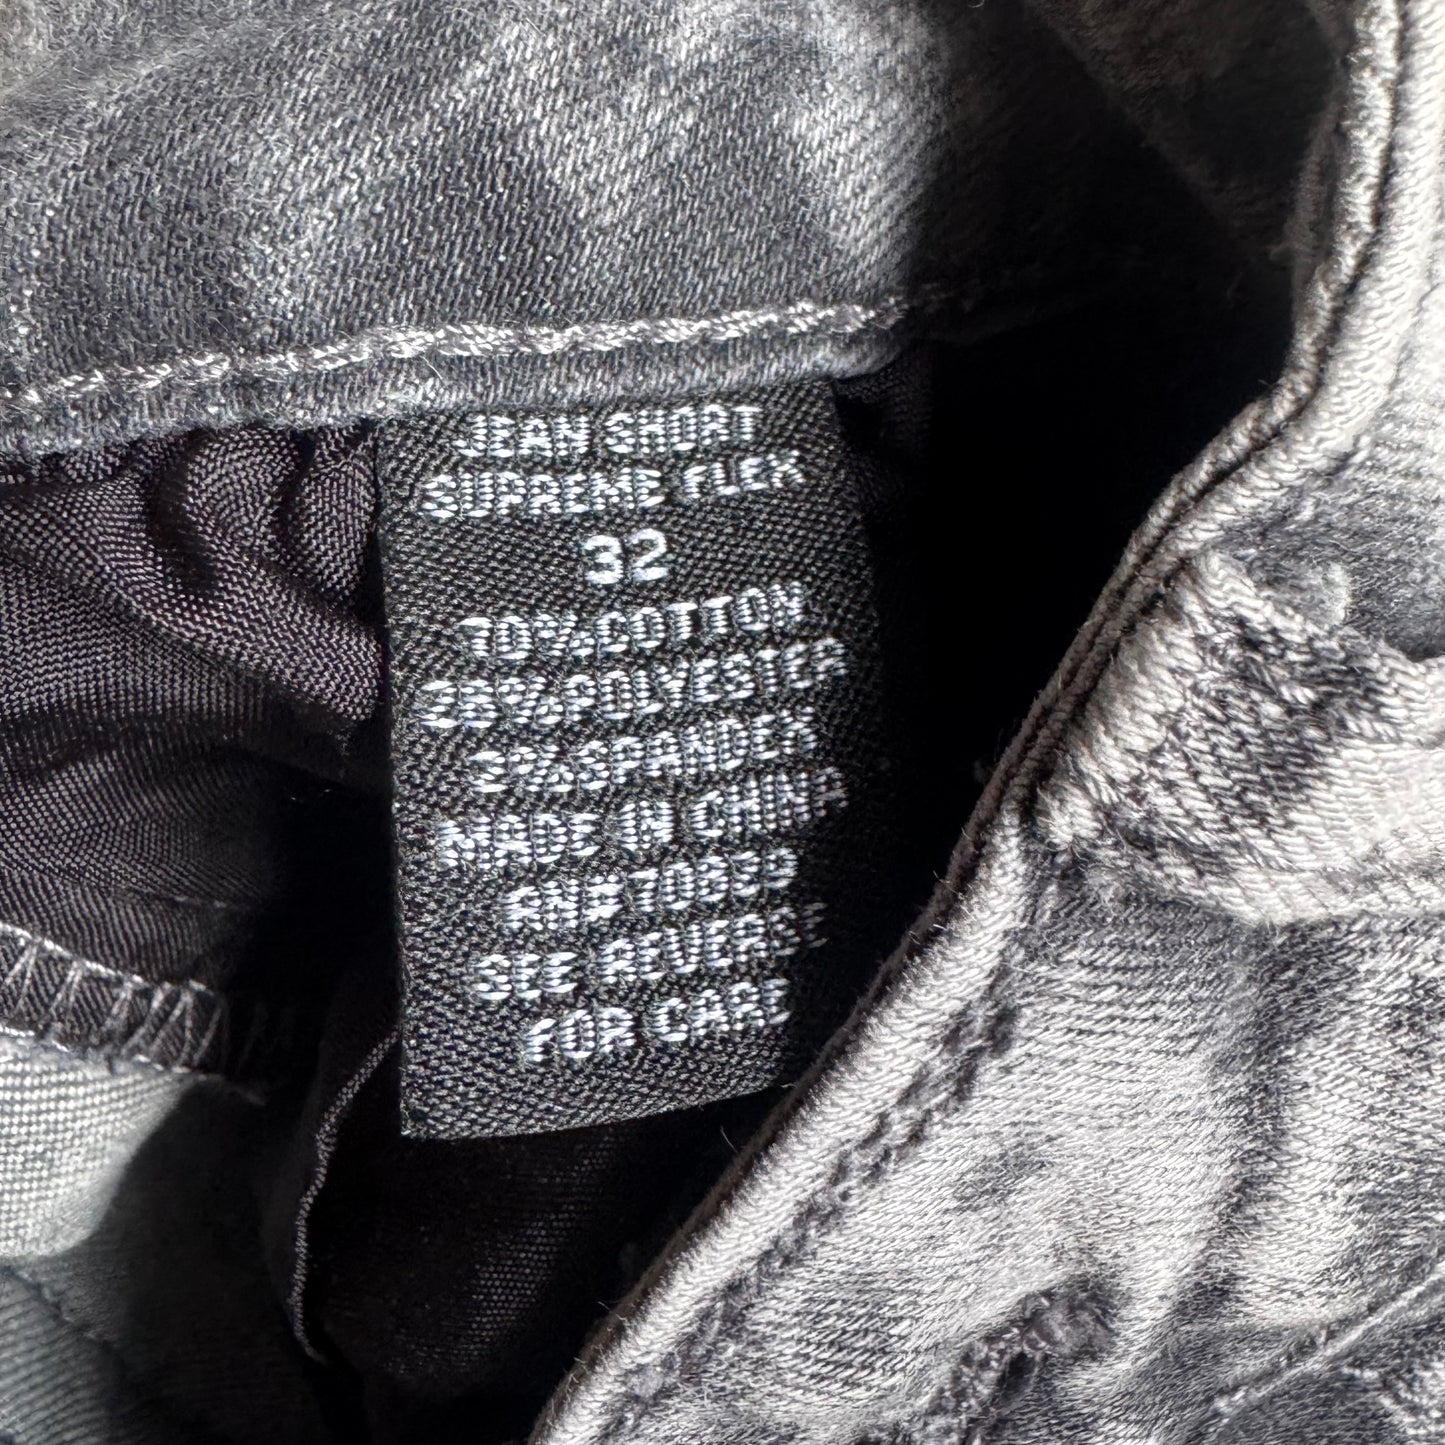 JEAN SHORT
SUPREME FLEX
32
70% COTTON
28% POLYESTER
2% SPANDEX
MADE IN CHINA
SEE REVERSE
FOR CARE